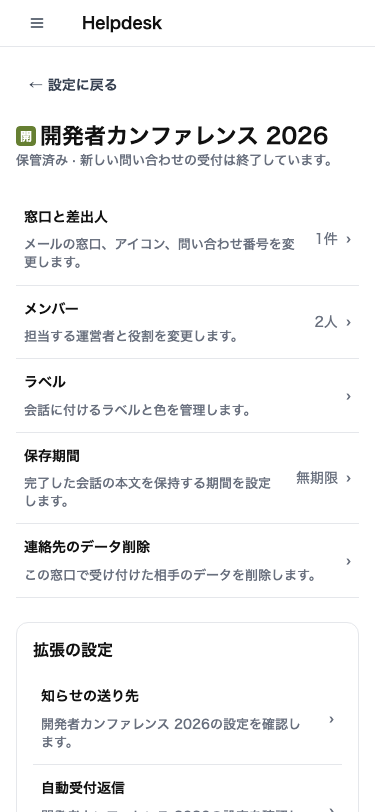 Helpdesk
← 設定に戻る
開 開発者カンファレンス 2026
保管済み · 新しい問い合わせの受付は終了しています。
窓口と差出人
メールの窓口、アイコン、問い合わせ番号を変
更します。
1件 ›
メンバー
担当する運営者と役割を変更します。
2人 ›
ラベル
会話に付けるラベルと色を管理します。
›
保存期間
完了した会話の本文を保持する期間を設定
します。
無期限 ›
連絡先のデータ削除
この窓口で受け付けた相手のデータを削除します。
›
拡張の設定
知らせの送り先
開発者カンファレンス 2026の設定を確認し
ます。
›
自動受付返信